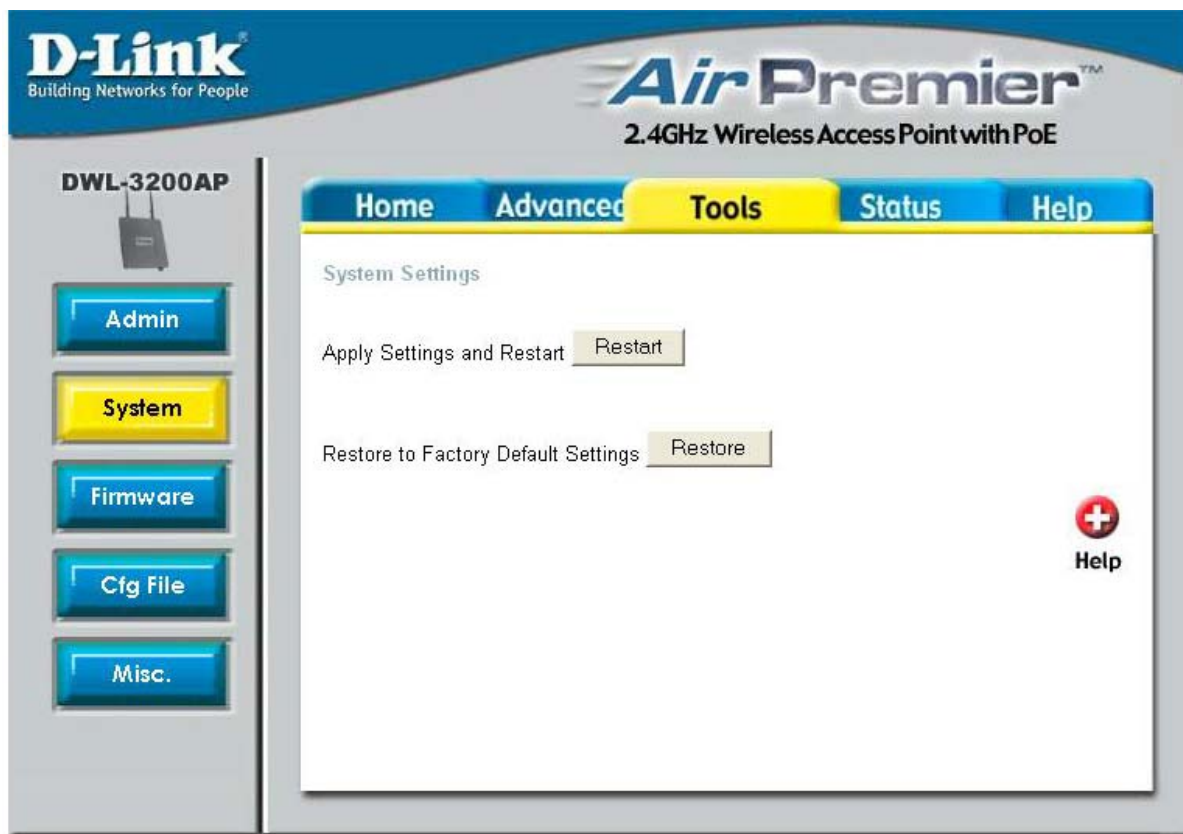 D-Link®
Building Networks for People
Air Premier™
2.4GHz Wireless Access Point with PoE
DWL-3200AP
Home Advanced Tools Status Help
System Settings
Admin
Apply Settings and Restart Restart
System
Restore to Factory Default Settings Restore
Firmware
Help
Cfg File
Misc.